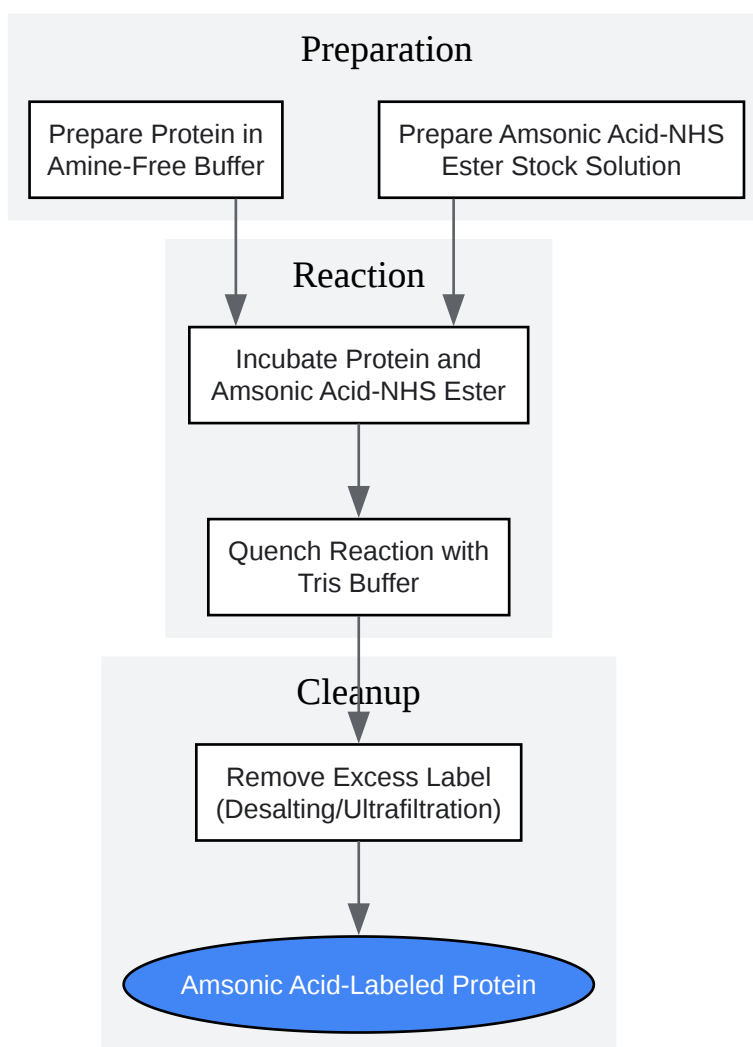 Preparation
Prepare Protein in
Amine-Free Buffer
Prepare Amsonic Acid-NHS
Ester Stock Solution
Reaction
Incubate Protein and
Amsonic Acid-NHS Ester
Quench Reaction with
Tris Buffer
Cleanup
Remove Excess Label
(Desalting/Ultrafiltration)
Amsonic Acid-Labeled Protein